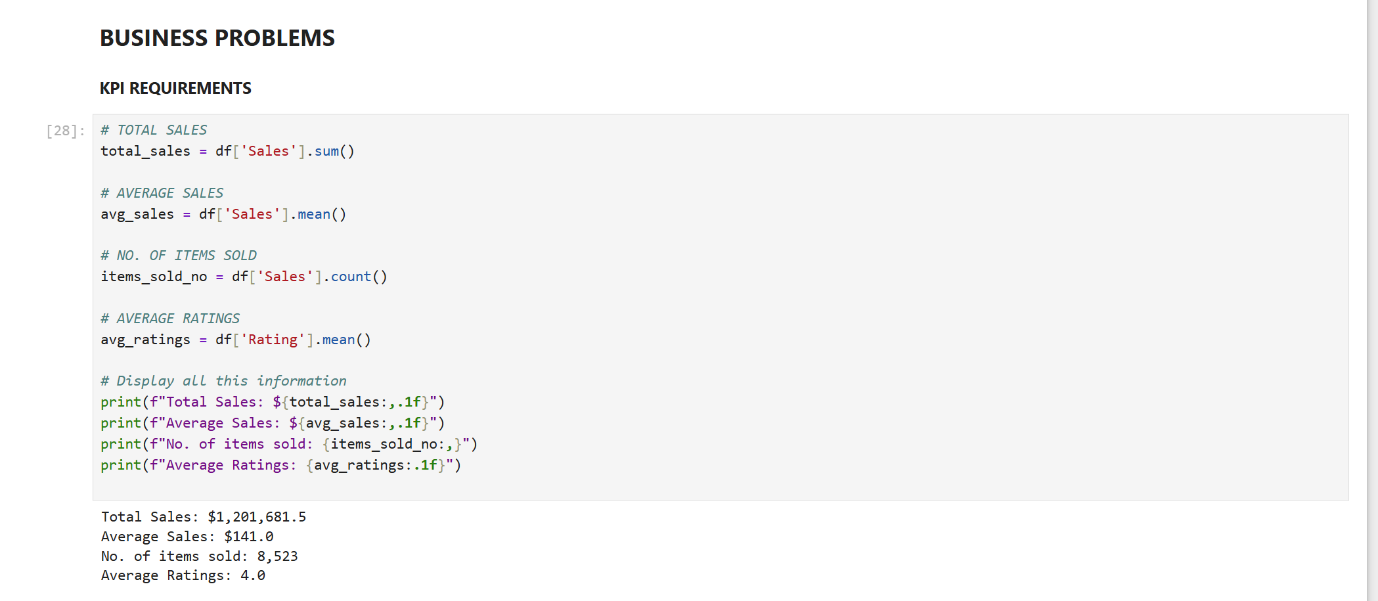 BUSINESS PROBLEMS
KPI REQUIREMENTS
[28]:
# TOTAL SALES
total_sales = df['Sales'].sum()
# AVERAGE SALES
avg_sales = df['Sales'].mean()
# NO. OF ITEMS SOLD
items_sold_no = df['Sales'].count()
# AVERAGE RATINGS
avg_ratings = df['Rating'].mean()
# Display all this information
print(f"Total Sales: ${total_sales:,.1f}")
print(f"Average Sales: ${avg_sales:,.1f}")
print(f"No. of items sold: {items_sold_no:,}")
print(f"Average Ratings: {avg_ratings:.1f}")
Total Sales: $1,201,681.5
Average Sales: $141.0
No. of items sold: 8,523
Average Ratings: 4.0